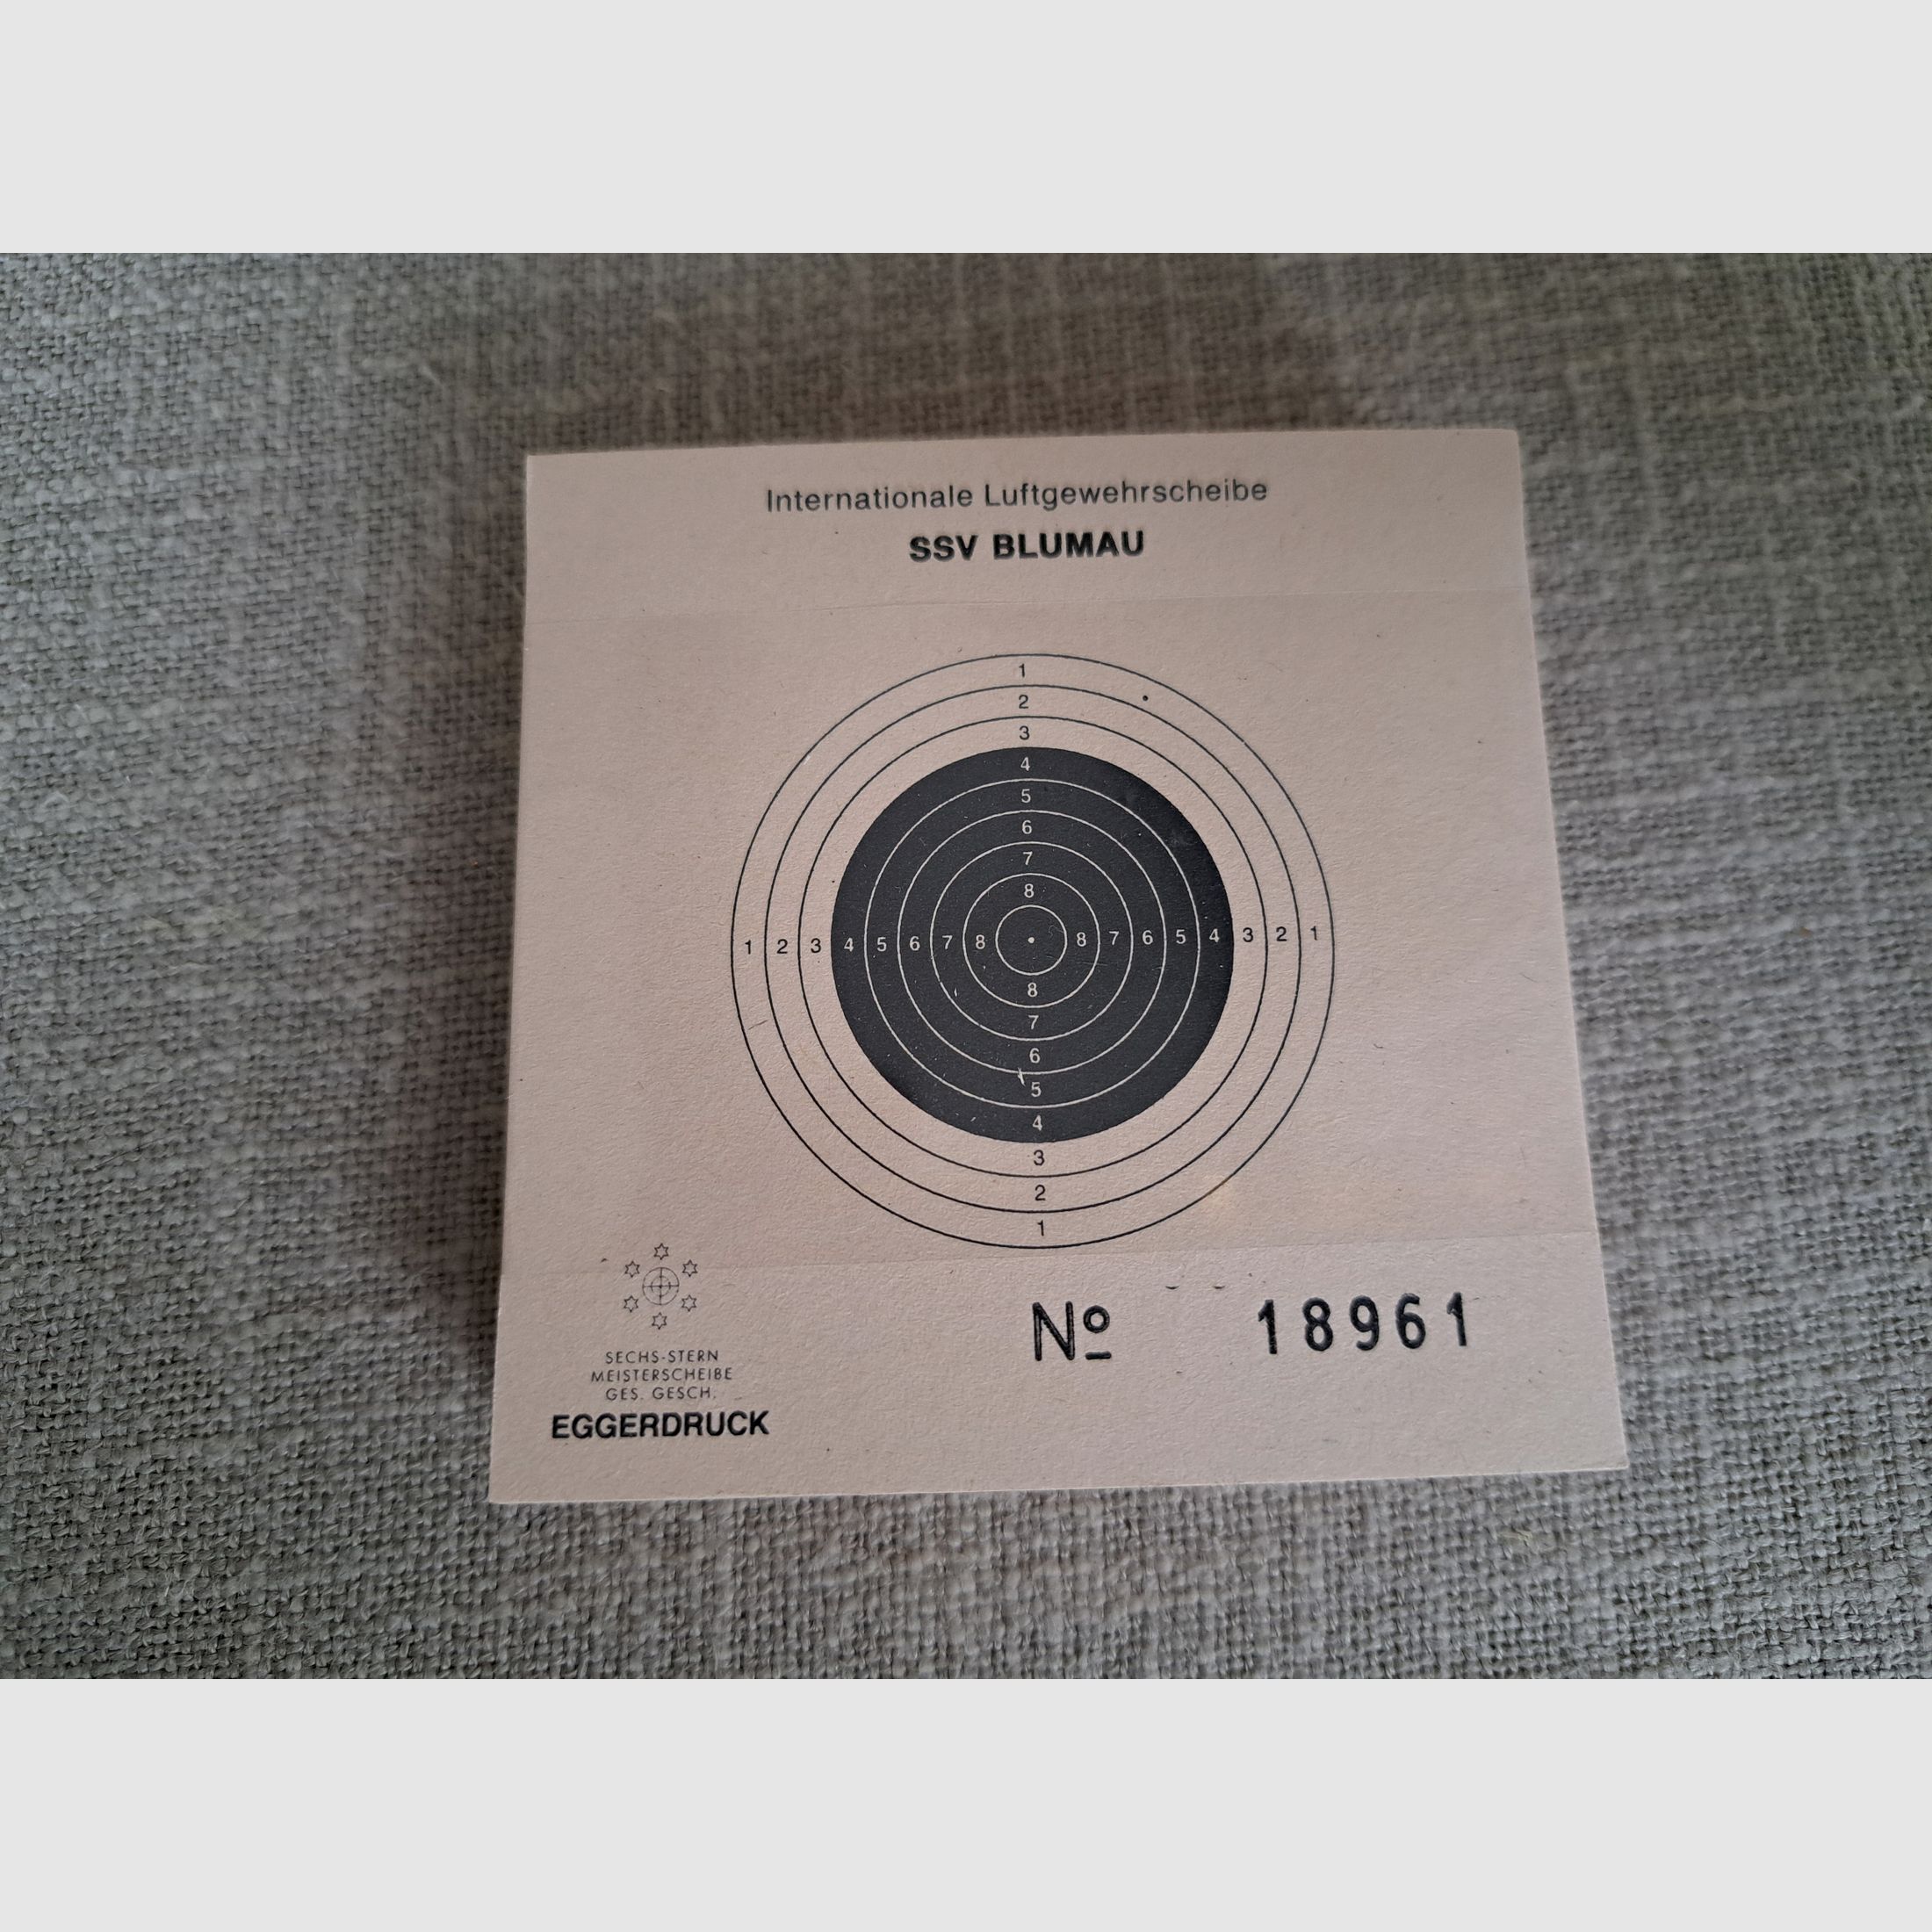 Internationale Luftgewehrscheibe
SSV BLUMAU
1
2
3
4
5
6
7
8
1 2 3 4 5 6 7 8 8 7 6 5 4 3 2 1
8
7
6
5
4
3
2
1
SECHS-STERN
MEISTERSCHEIBE
GES. GESCH.
EGGERDRUCK
Nº 18961